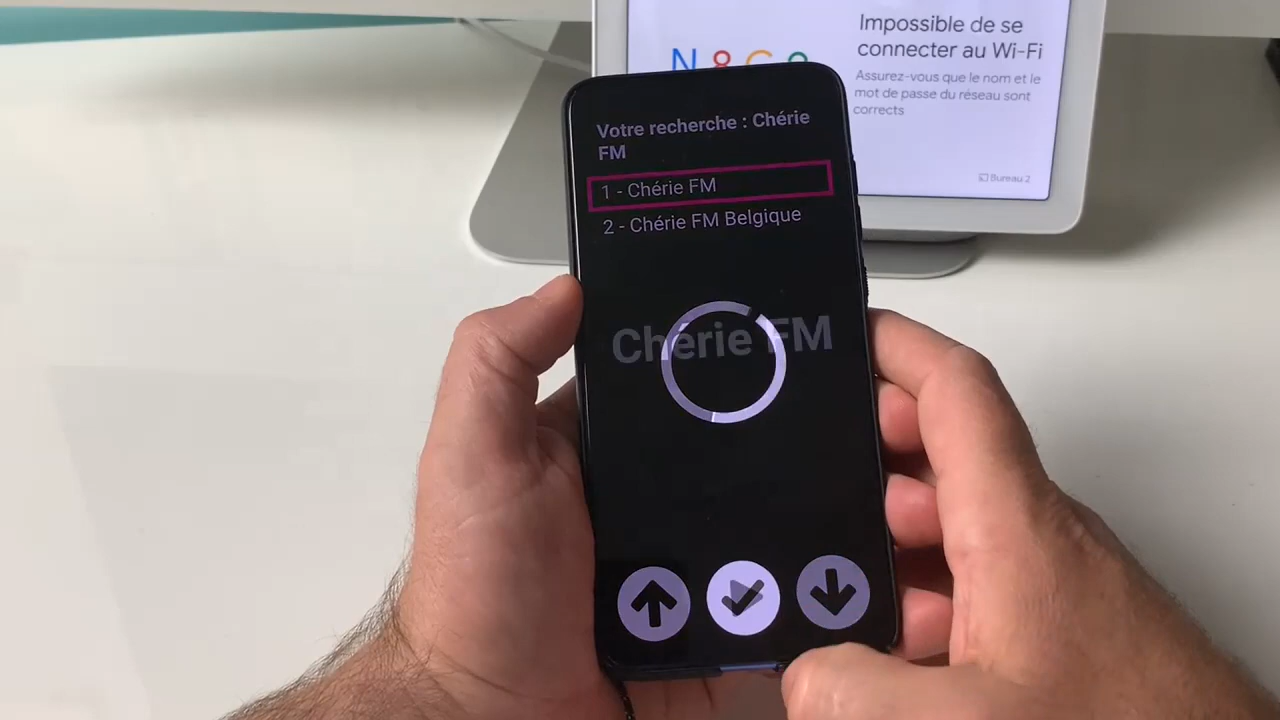 Impossible de se
connecter au Wi-Fi
Assurez-vous que le nom et le
mot de passe du réseau sont
corrects
Bureau 2
Votre recherche : Chérie
FM
1 - Chérie FM
2 - Chérie FM Belgique
Chérie FM